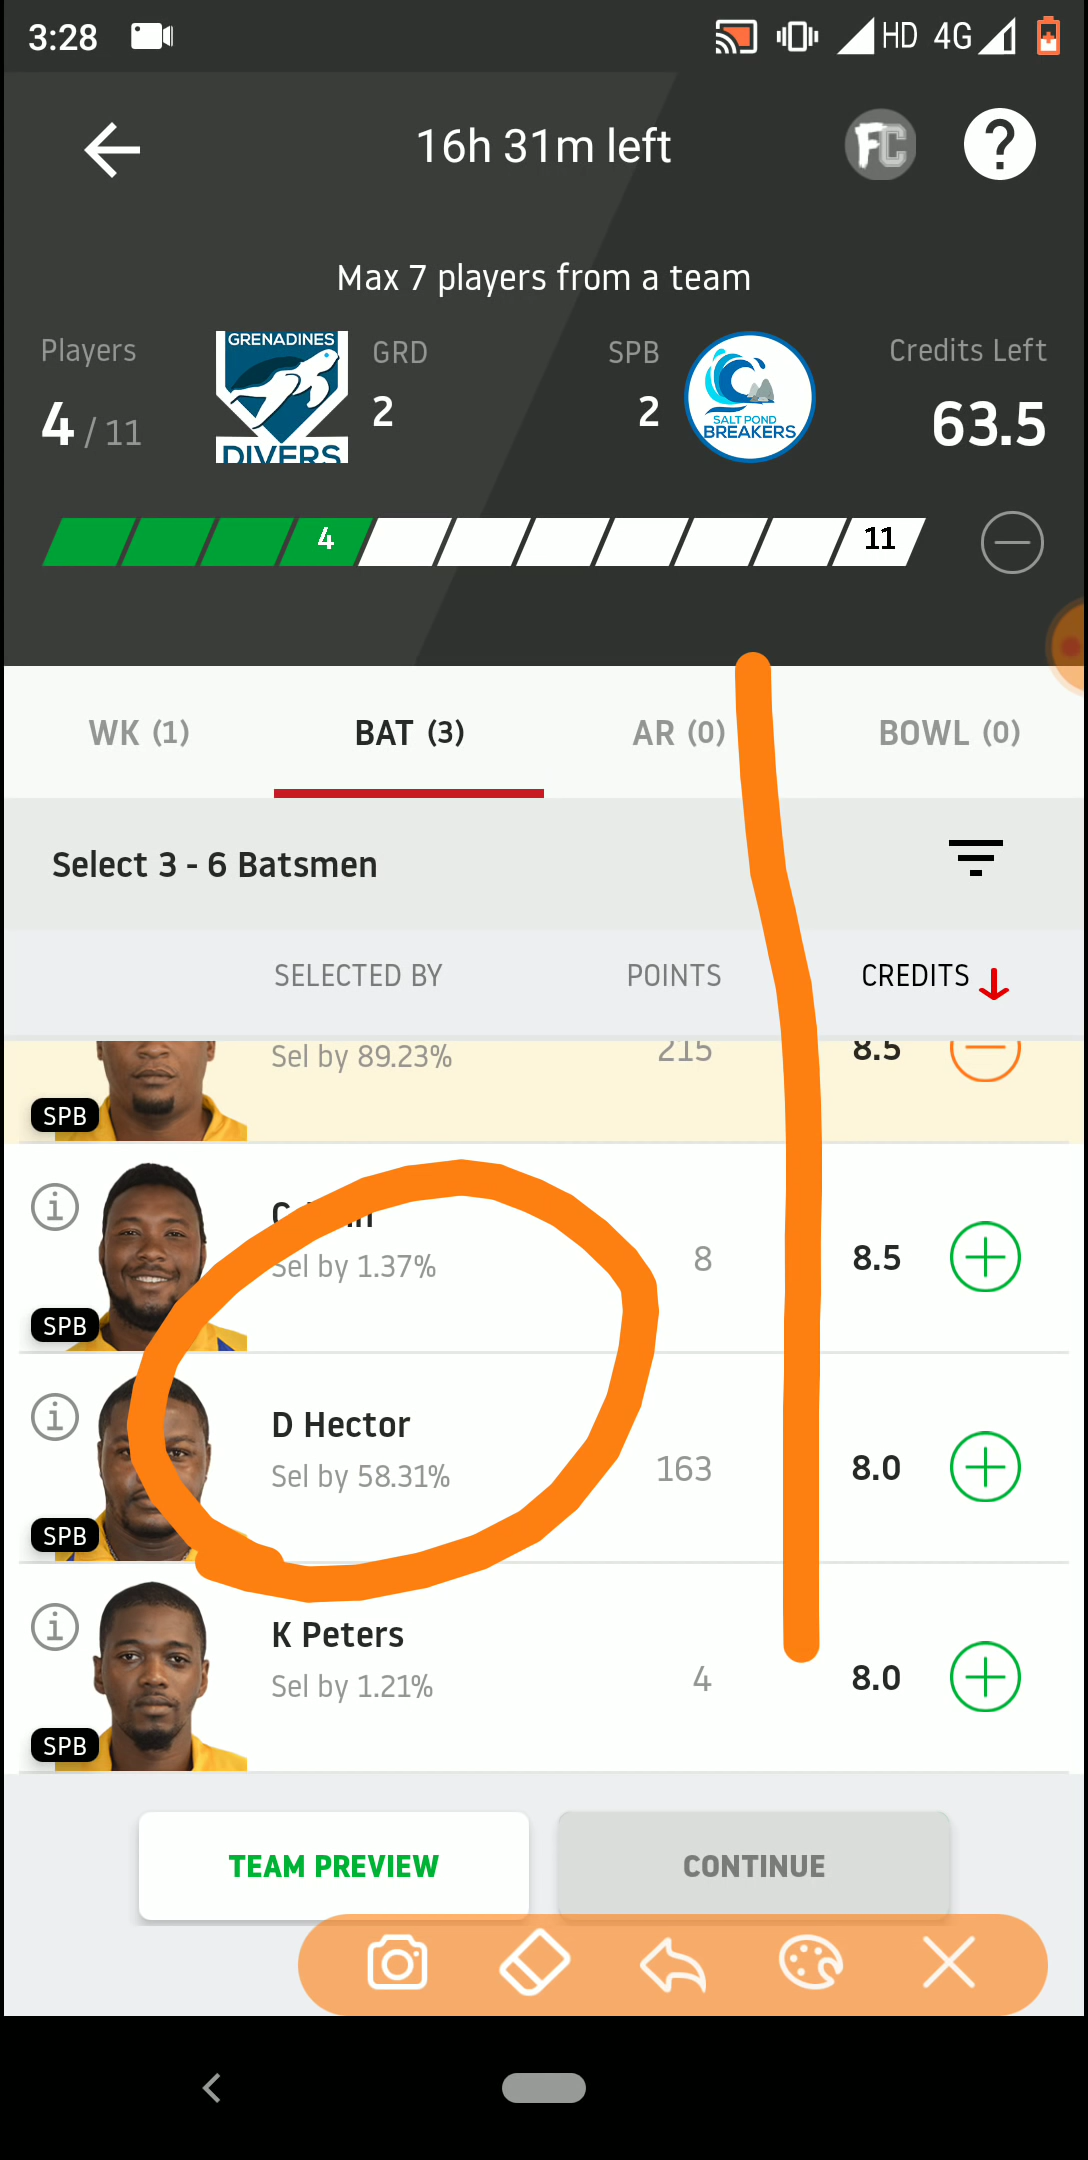 3:28 HD 4G
16h 31m left FC ?
Max 7 players from a team
Players GRD SPB Credits Left
4 / 11 2 2 63.5
GRENADINES
DIVERS
SALT POND
BREAKERS
4 11
WK (1) BAT (3) AR (0) BOWL (0)
Select 3 - 6 Batsmen
SELECTED BY POINTS CREDITS
Sel by 89.23% 215 8.5
SPB
C
Sel by 1.37% 8 8.5
SPB
D Hector
Sel by 58.31% 163 8.0
SPB
K Peters
Sel by 1.21% 4 8.0
SPB
TEAM PREVIEW CONTINUE